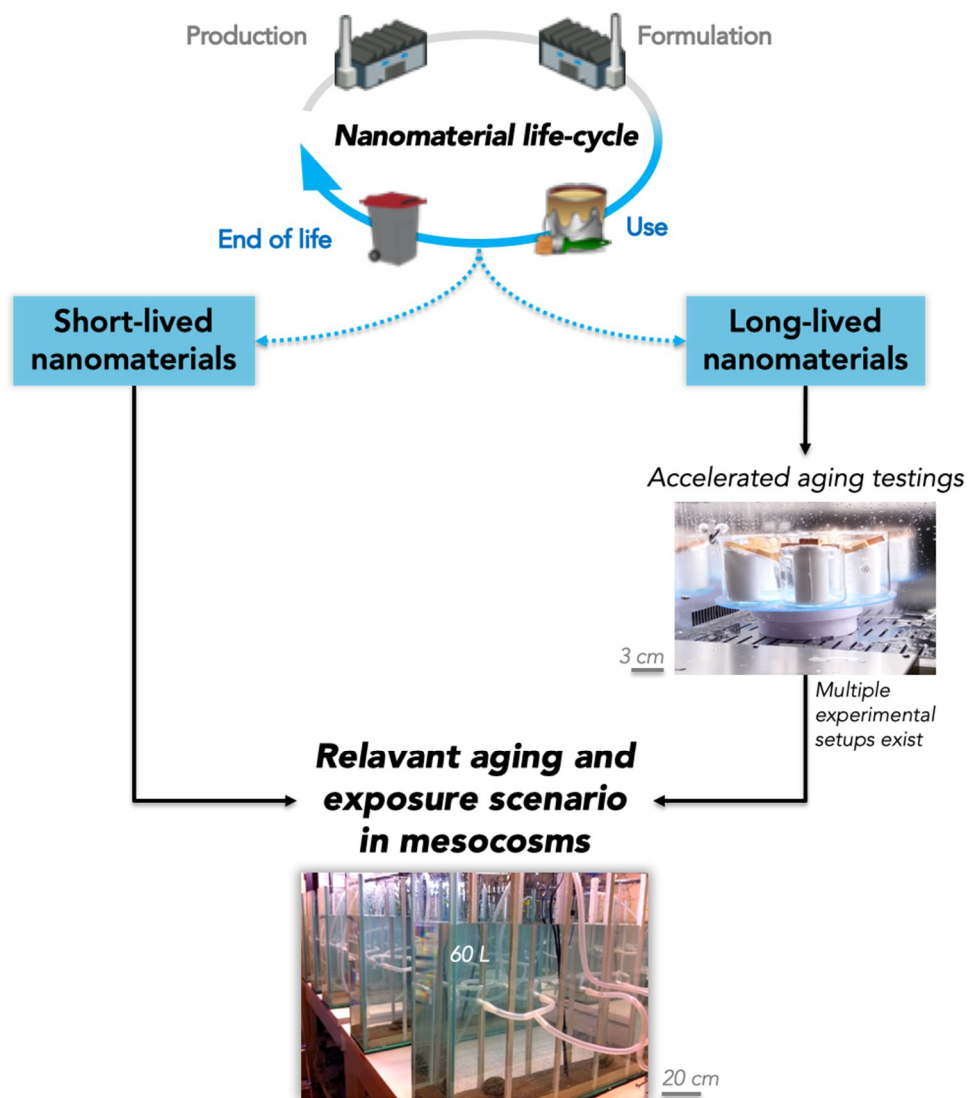 Production
Formulation
Nanomaterial life-cycle
End of life
Use
Short-lived
nanomaterials
Long-lived
nanomaterials
Accelerated aging testings
3 cm
Multiple
experimental
setups exist
Relavant aging and
exposure scenario
in mesocosms
60 L
20 cm